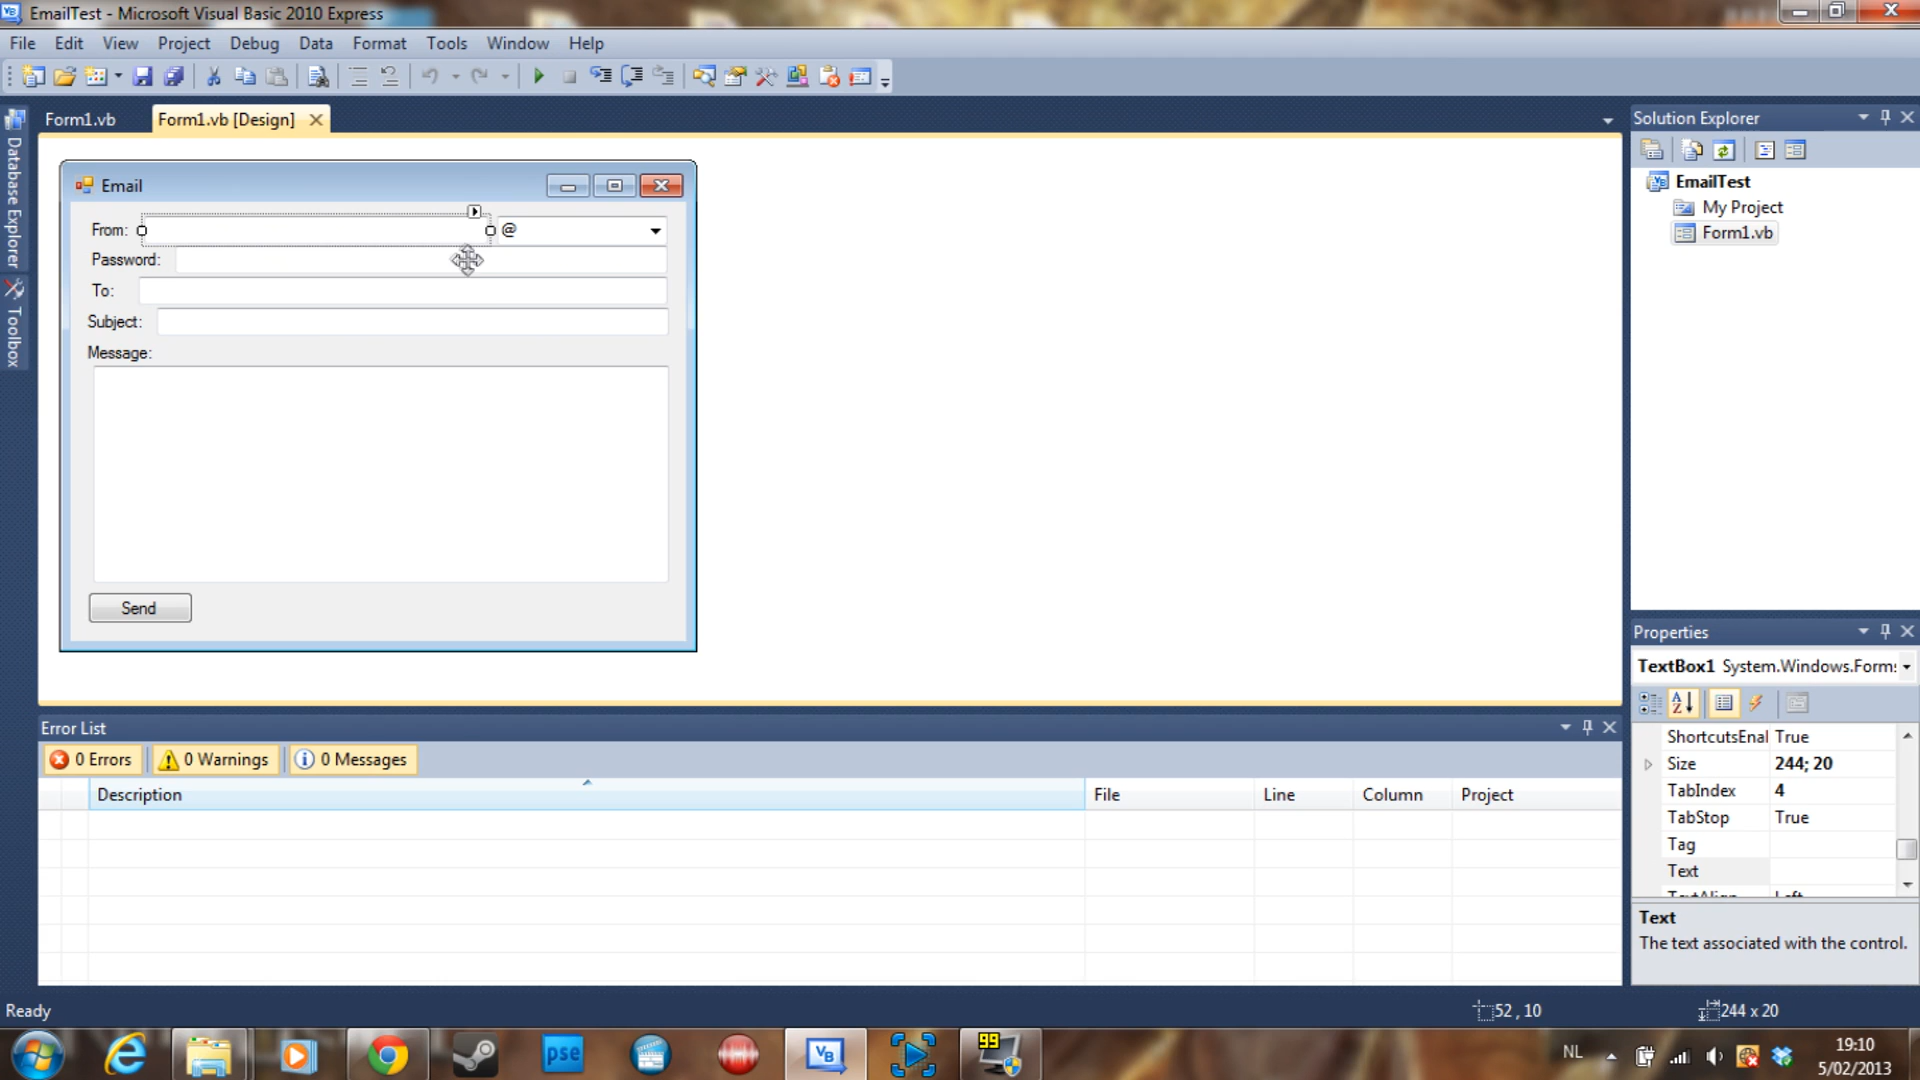 EmailTest - Microsoft Visual Basic 2010 Express
File Edit View Project Debug Data Format Tools Window Help
Form1.vb Form1.vb [Design]
Database Explorer
Toolbox
Email
From: @
Password:
To:
Subject:
Message:
Send
Solution Explorer
EmailTest
My Project
Form1.vb
Properties
TextBox1 System.Windows.Form:
ShortcutsEnal True
Size 244; 20
TabIndex 4
TabStop True
Tag
Text
TextAlign Left
Text
The text associated with the control.
Error List
0 Errors 0 Warnings 0 Messages
Description File Line Column Project
Ready 52 , 10 244 x 20
pse VB 99 NL 19:10
5/02/2013